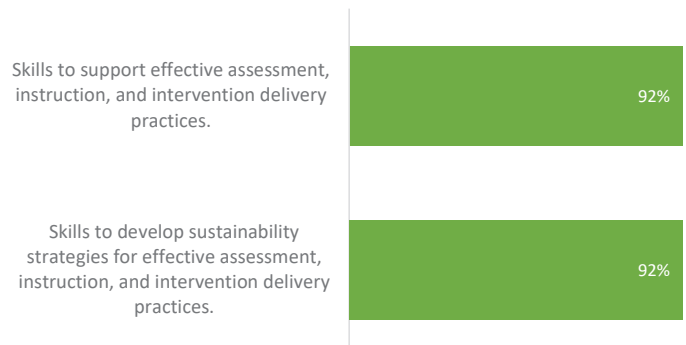 Skills to support effective assessment,
instruction, and intervention delivery
practices.
92%
Skills to develop sustainability
strategies for effective assessment,
instruction, and intervention delivery
practices.
92%